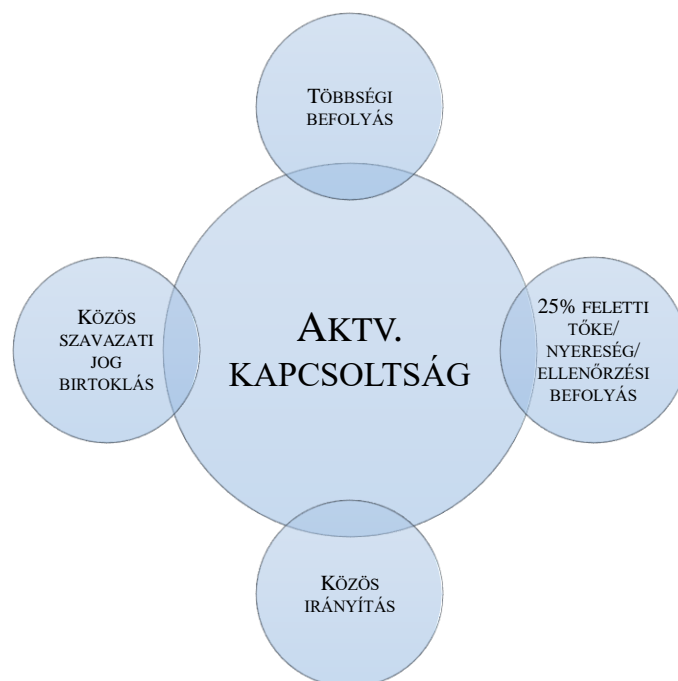 TÖBBSÉGI
BEFOLYÁS
KÖZÖS
SZAVAZATI
JOG
BIRTOKLÁS
AKTV.
KAPCSOLTSÁG
25% FELETTI
TŐKE/
NYERESÉG/
ELLENŐRZÉSI
BEFOLYÁS
KÖZÖS
IRÁNYÍTÁS